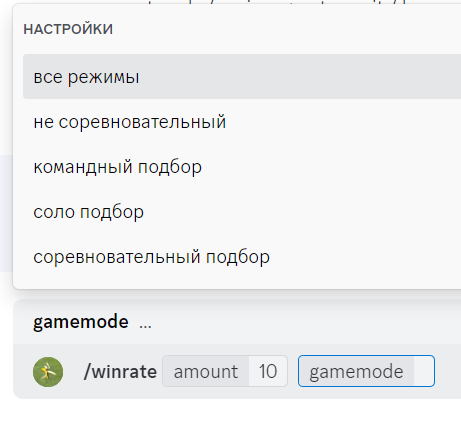 НАСТРОЙКИ
все режимы
не соревновательный
командный подбор
соло подбор
соревновательный подбор
gamemode ...
/winrate amount 10 gamemode